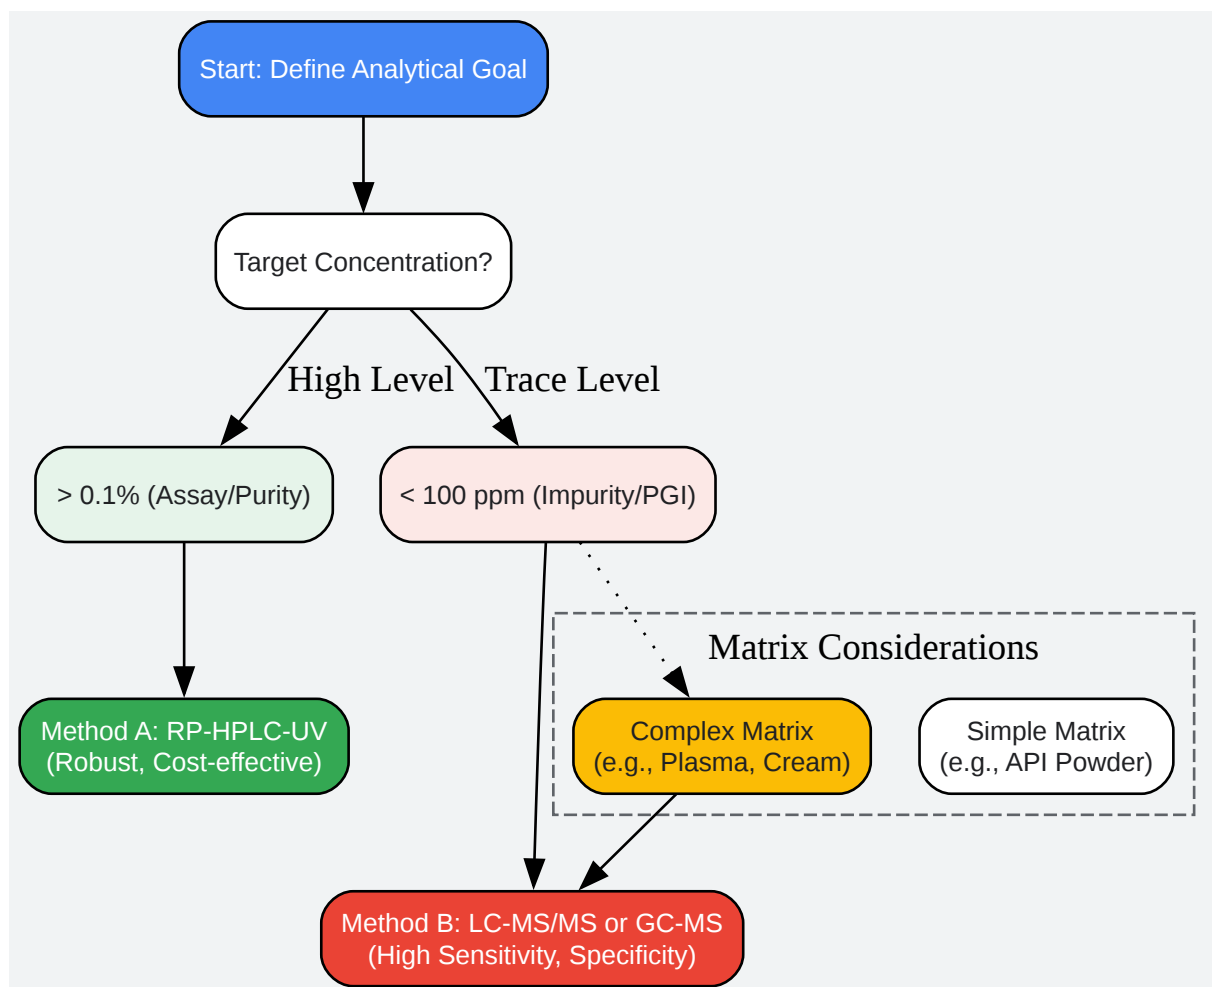 Start: Define Analytical Goal
Target Concentration?
High Level
Trace Level
> 0.1% (Assay/Purity)
< 100 ppm (Impurity/PGI)
Matrix Considerations
Method A: RP-HPLC-UV
(Robust, Cost-effective)
Complex Matrix
(e.g., Plasma, Cream)
Simple Matrix
(e.g., API Powder)
Method B: LC-MS/MS or GC-MS
(High Sensitivity, Specificity)